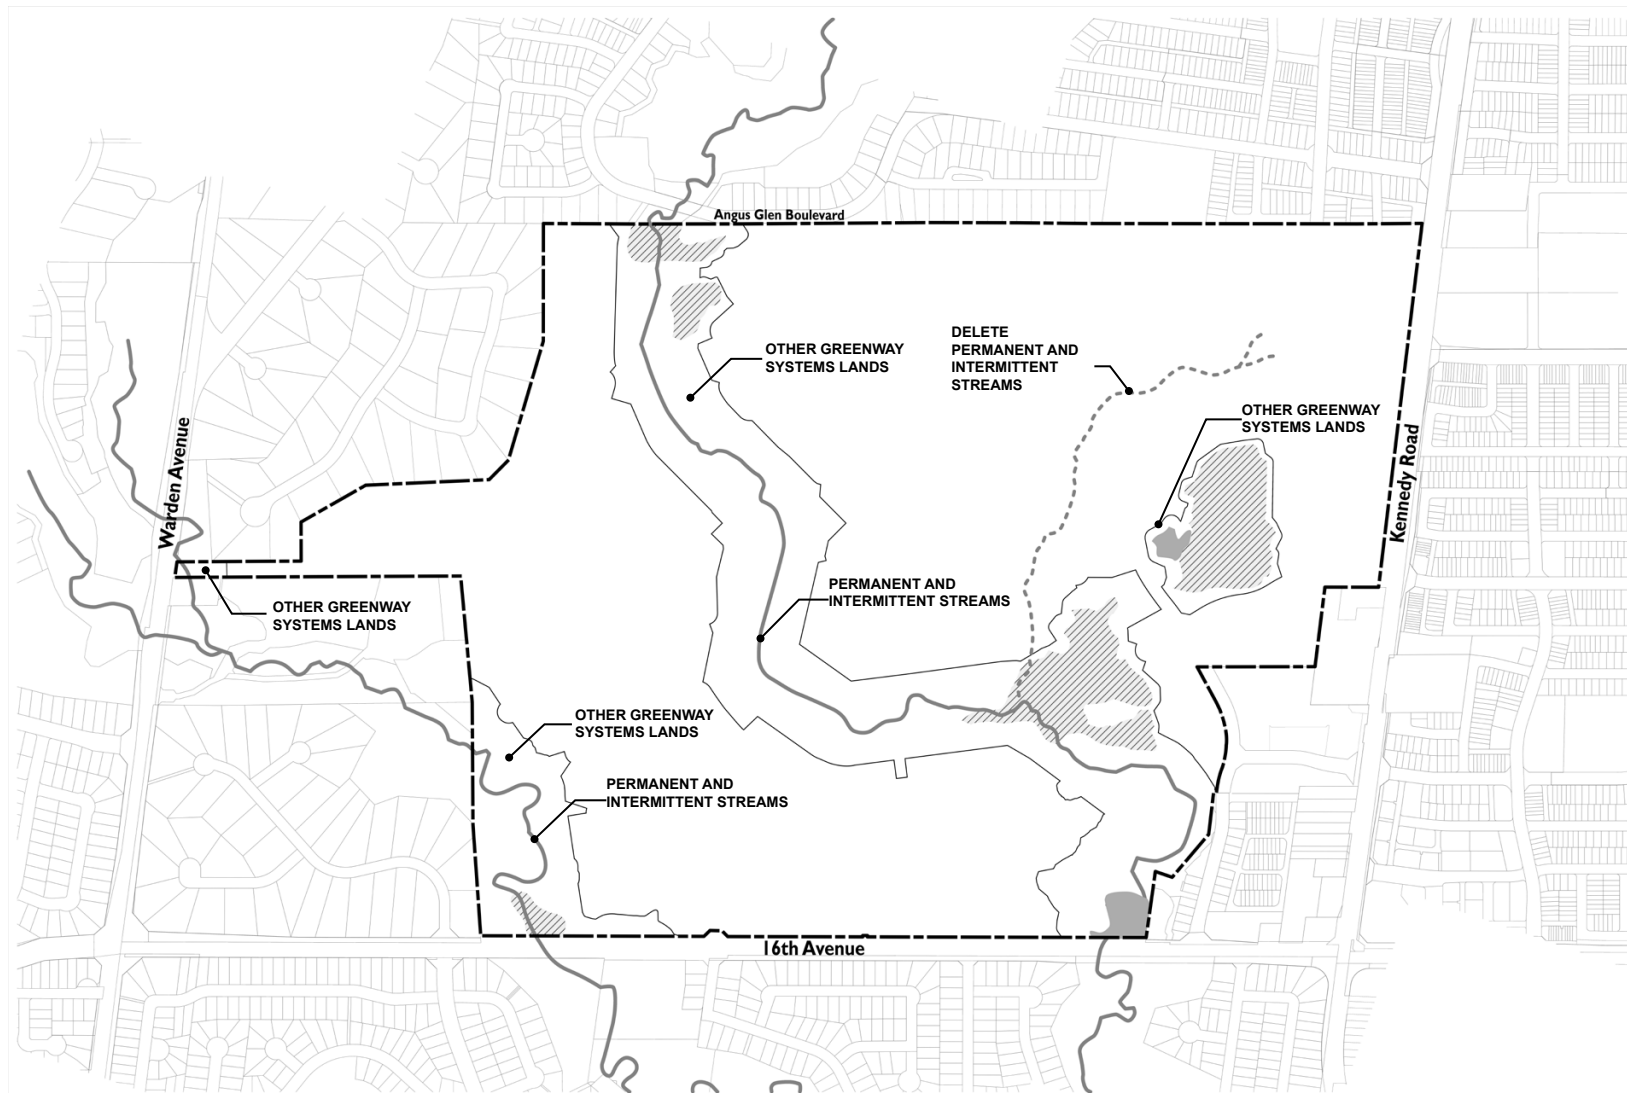 Angus Glen Boulevard
DELETE
PERMANENT AND
INTERMITTENT
STREAMS
OTHER GREENWAY
SYSTEMS LANDS
OTHER GREENWAY
SYSTEMS LANDS
Warden Avenue
Kennedy Road
PERMANENT AND
INTERMITTENT STREAMS
OTHER GREENWAY
SYSTEMS LANDS
OTHER GREENWAY
SYSTEMS LANDS
PERMANENT AND
INTERMITTENT STREAMS
16th Avenue